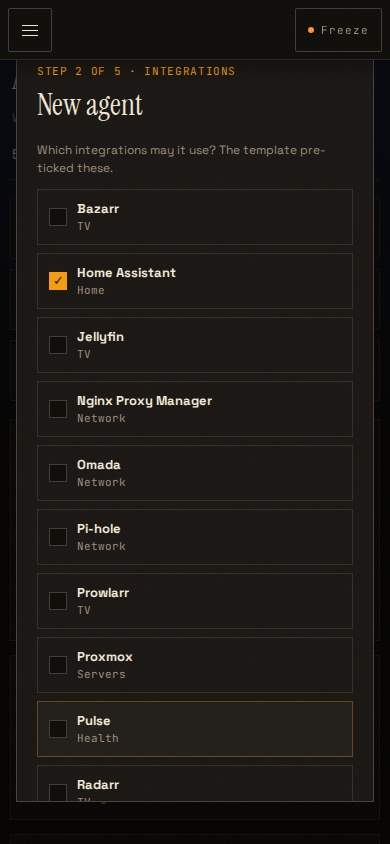 Freeze
STEP 2 OF 5 · INTEGRATIONS
New agent
Which integrations may it use? The template pre-
ticked these.
Bazarr
TV
Home Assistant
Home
Jellyfin
TV
Nginx Proxy Manager
Network
Omada
Network
Pi-hole
Network
Prowlarr
TV
Proxmox
Servers
Pulse
Health
Radarr
TV